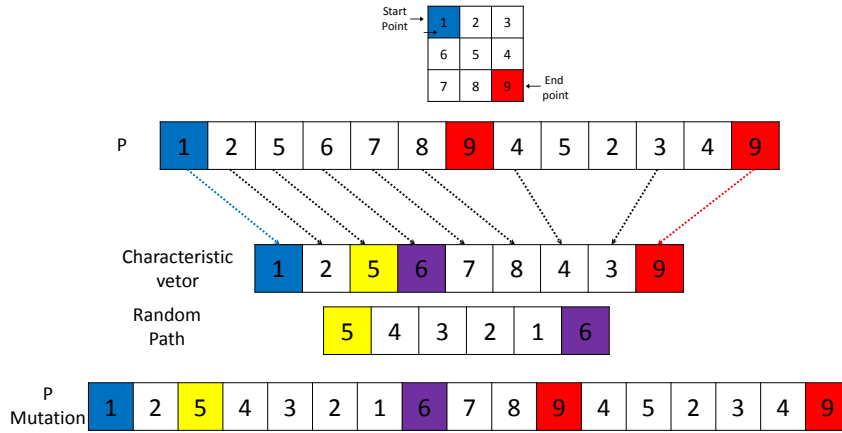 Start
Point
1 2 3
6 5 4
7 8 9
End
point
P
1 2 5 6 7 8 9 4 5 2 3 4 9
Characteristic
vetor
1 2 5 6 7 8 4 3 9
Random
Path
5 4 3 2 1 6
P
Mutation
1 2 5 4 3 2 1 6 7 8 9 4 5 2 3 4 9